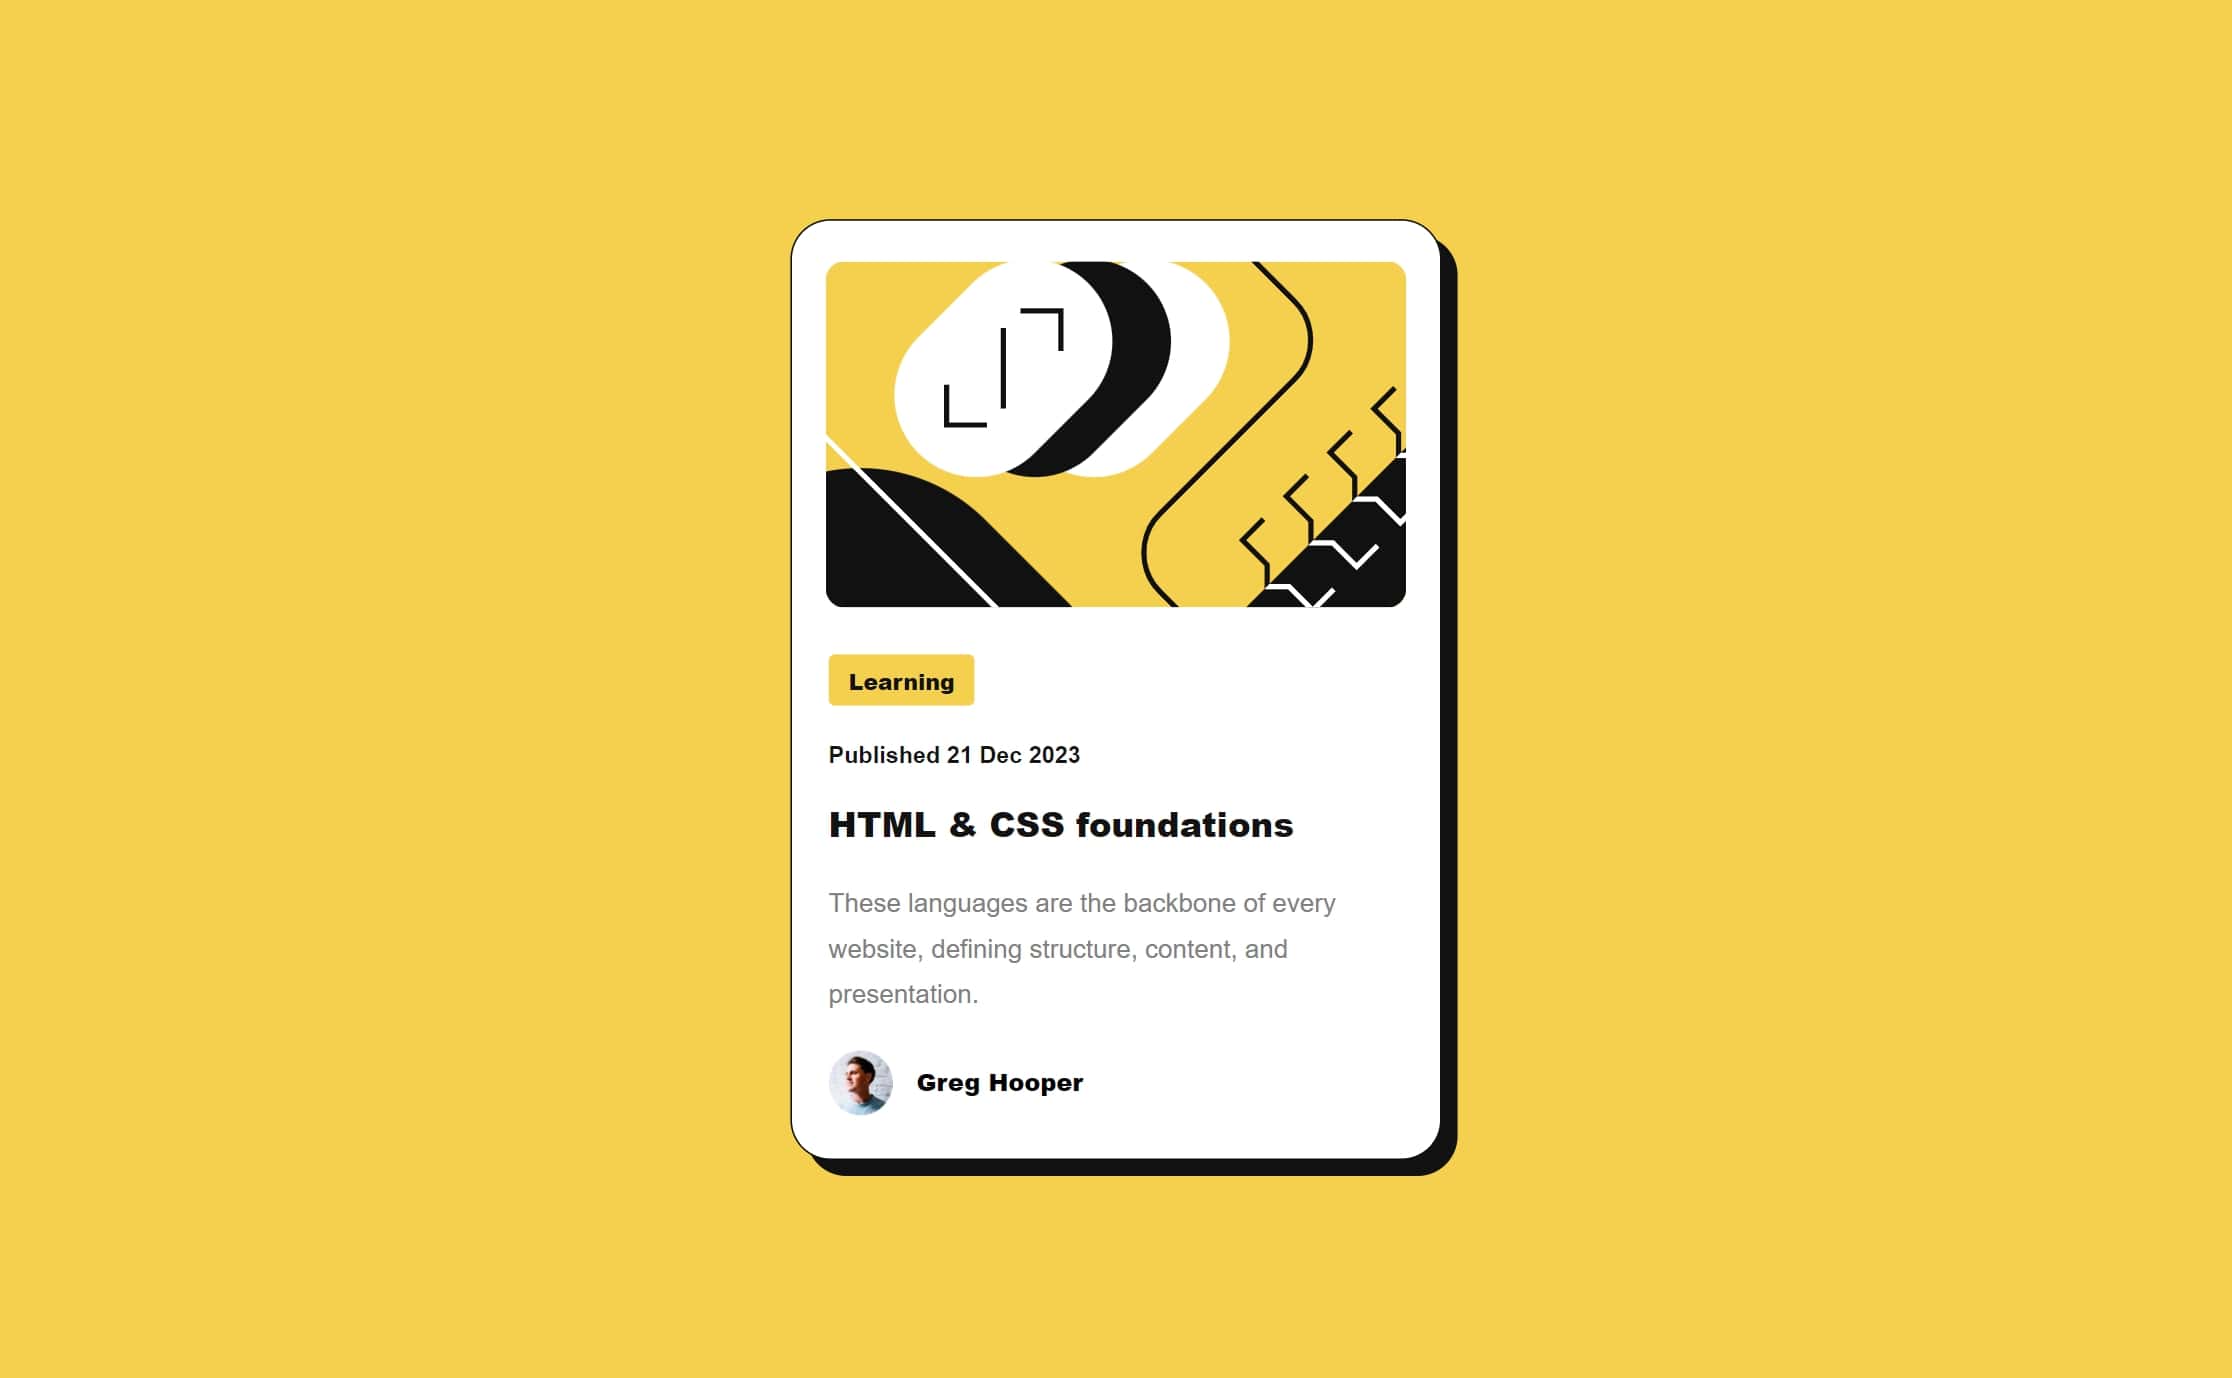 Learning
Published 21 Dec 2023
HTML & CSS foundations
These languages are the backbone of every
website, defining structure, content, and
presentation.
Greg Hooper